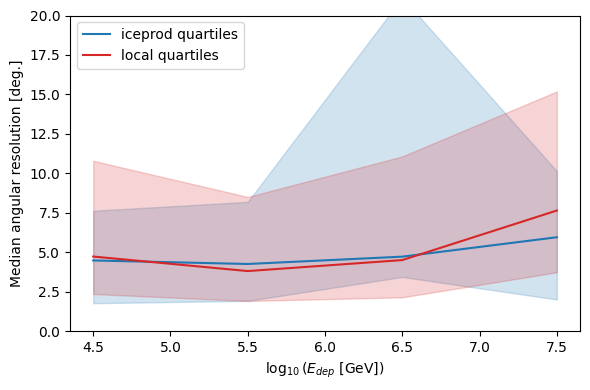 20.0
17.5
15.0
12.5
10.0
7.5
5.0
2.5
0.0
Median angular resolution [deg.]
iceprod quartiles
local quartiles
4.5 5.0 5.5 6.0 6.5 7.0 7.5
log₁₀(E_dep [GeV])